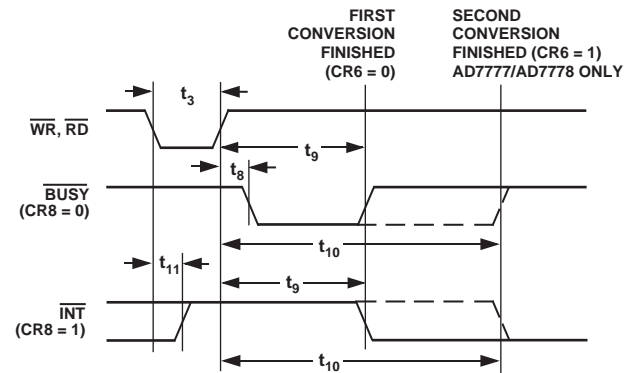 FIRST
CONVERSION
FINISHED
(CR6 = 0)
SECOND
CONVERSION
FINISHED (CR6 = 1)
AD7777/AD7778 ONLY
t3
WR, RD
t9
t8
BUSY
(CR8 = 0)
t10
t11
t9
INT
(CR8 = 1)
t10